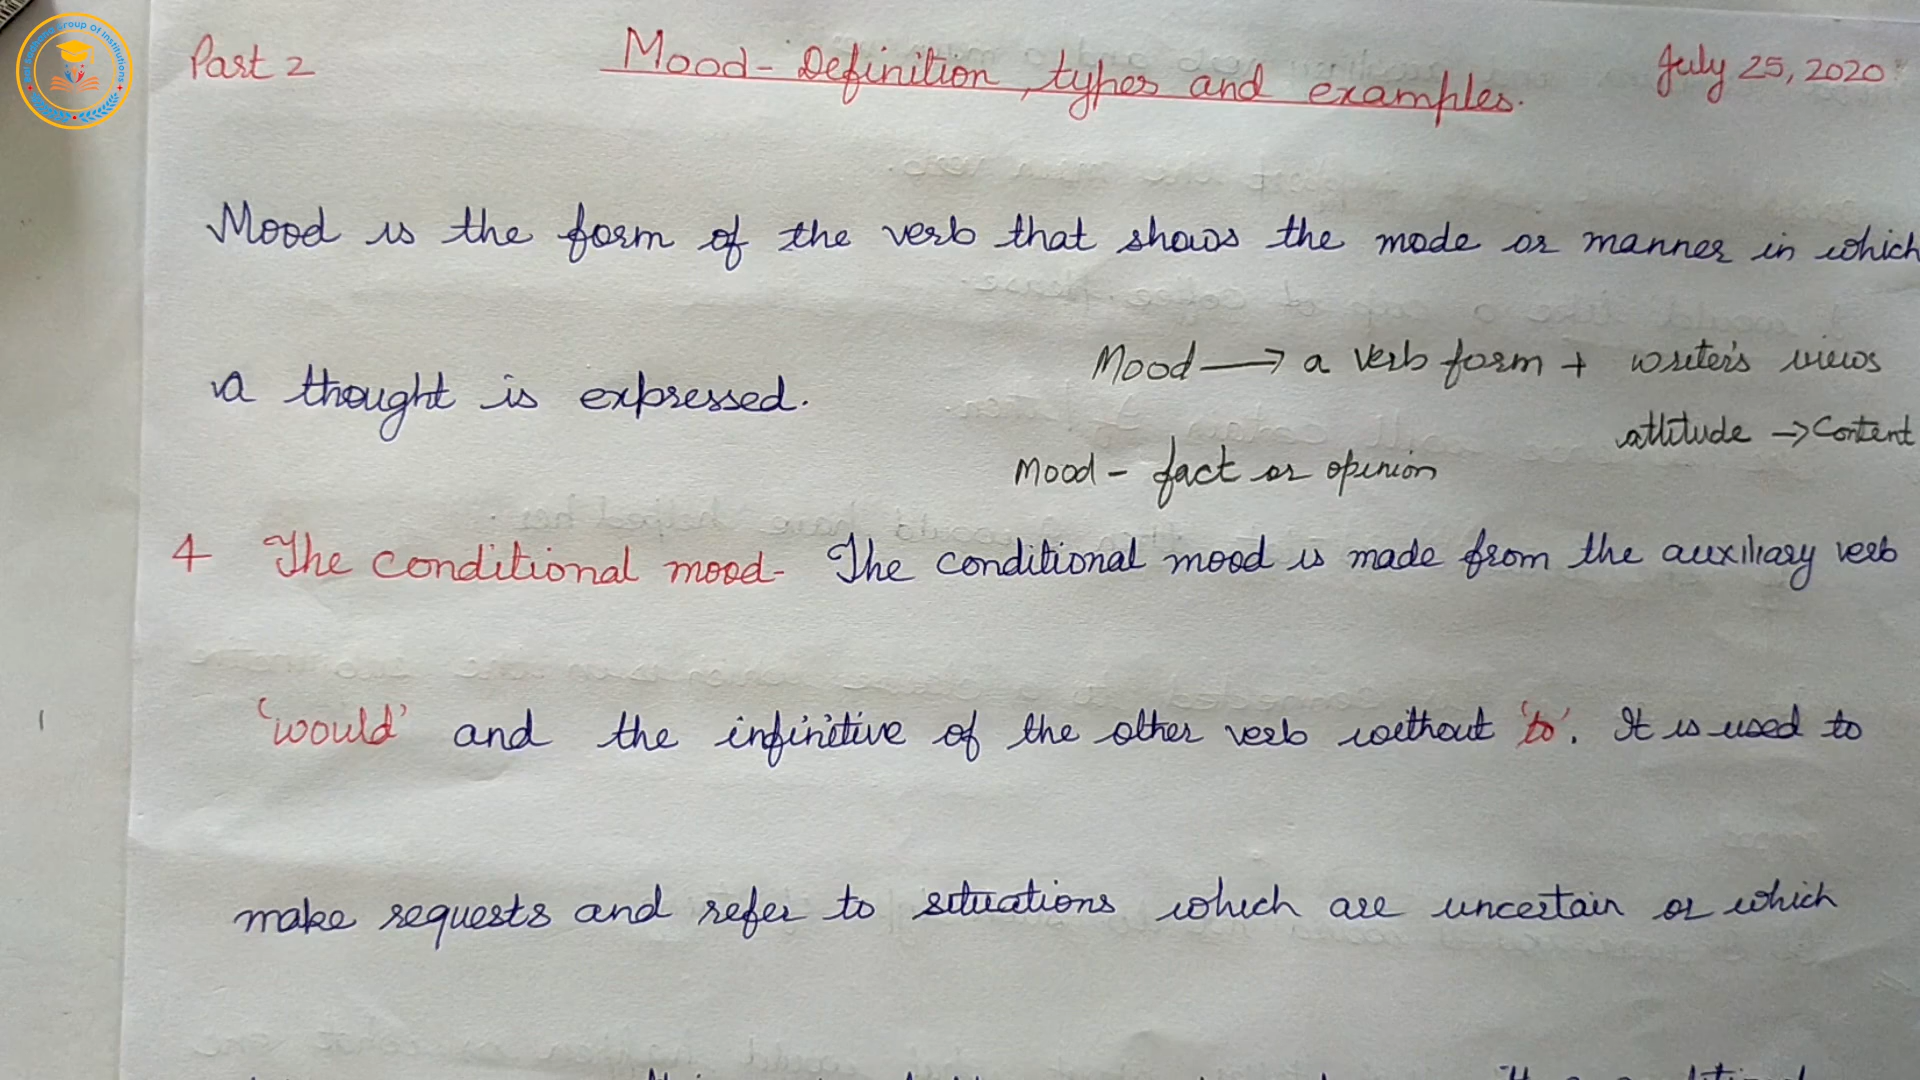 Part 2
Mood - Definition, types and examples.
July 25, 2020
Mood is the form of the verb that shows the mode or manner in which
a thought is expressed.
Mood → a verb form + writer's views
attitude → Content
Mood - fact or opinion
4 The conditional mood - The conditional mood is made from the auxiliary verb
'would' and the infinitive of the other verb without 'to'. It is used to
make requests and refer to situations which are uncertain or which